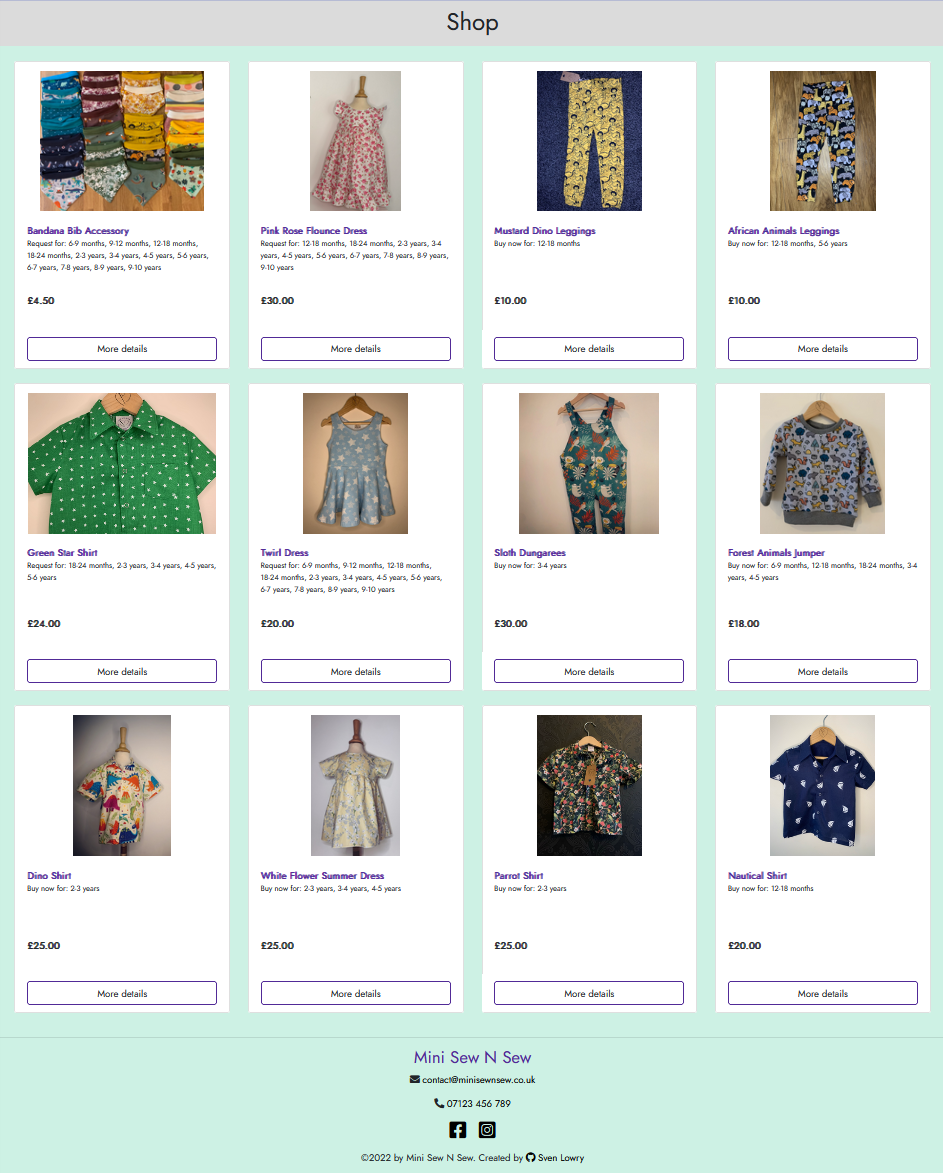 Shop
Bandana Bib Accessory
Request for: 6-9 months, 9-12 months, 12-18 months,
18-24 months, 2-3 years, 3-4 years, 4-5 years, 5-6 years,
6-7 years, 7-8 years, 8-9 years, 9-10 years
£4.50
More details
Pink Rose Flounce Dress
Request for: 12-18 months, 18-24 months, 2-3 years, 3-4
years, 4-5 years, 5-6 years, 6-7 years, 7-8 years, 8-9 years,
9-10 years
£30.00
More details
Mustard Dino Leggings
Buy now for: 12-18 months
£10.00
More details
African Animals Leggings
Buy now for: 12-18 months, 5-6 years
£10.00
More details
Green Star Shirt
Request for: 18-24 months, 2-3 years, 3-4 years, 4-5 years,
5-6 years
£24.00
More details
Twirl Dress
Request for: 6-9 months, 9-12 months, 12-18 months,
18-24 months, 2-3 years, 3-4 years, 4-5 years, 5-6 years,
6-7 years, 7-8 years, 8-9 years, 9-10 years
£20.00
More details
Sloth Dungarees
Buy now for: 3-4 years
£30.00
More details
Forest Animals Jumper
Buy now for: 6-9 months, 12-18 months, 18-24 months, 3-4
years, 4-5 years
£18.00
More details
Dino Shirt
Buy now for: 2-3 years
£25.00
More details
White Flower Summer Dress
Buy now for: 2-3 years, 3-4 years, 4-5 years
£25.00
More details
Parrot Shirt
Buy now for: 2-3 years
£25.00
More details
Nautical Shirt
Buy now for: 12-18 months
£20.00
More details
Mini Sew N Sew
contact@minisewnsew.co.uk
07123 456 789
©2022 by Mini Sew N Sew. Created by Sven Lowry